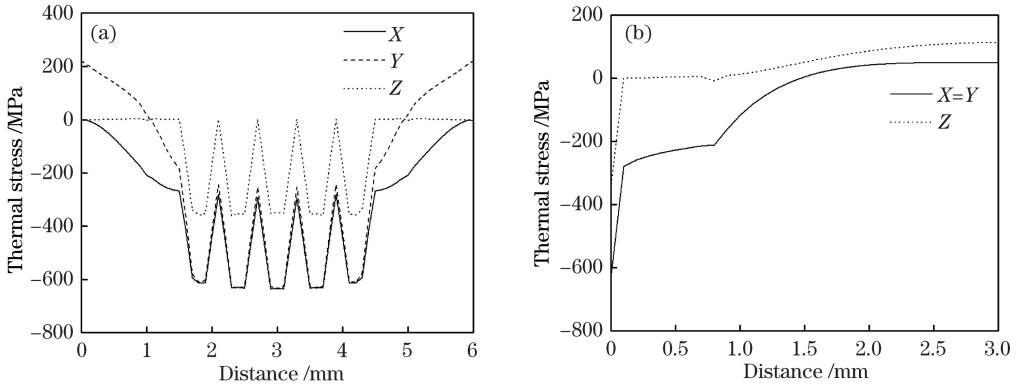 (a)
X
Y
Z
Thermal stress /MPa
400
200
0
−200
−400
−600
−800
0 1 2 3 4 5 6
Distance /mm
(b)
X=Y
Z
Thermal stress /MPa
200
0
−200
−400
−600
−800
0 0.5 1.0 1.5 2.0 2.5 3.0
Distance /mm